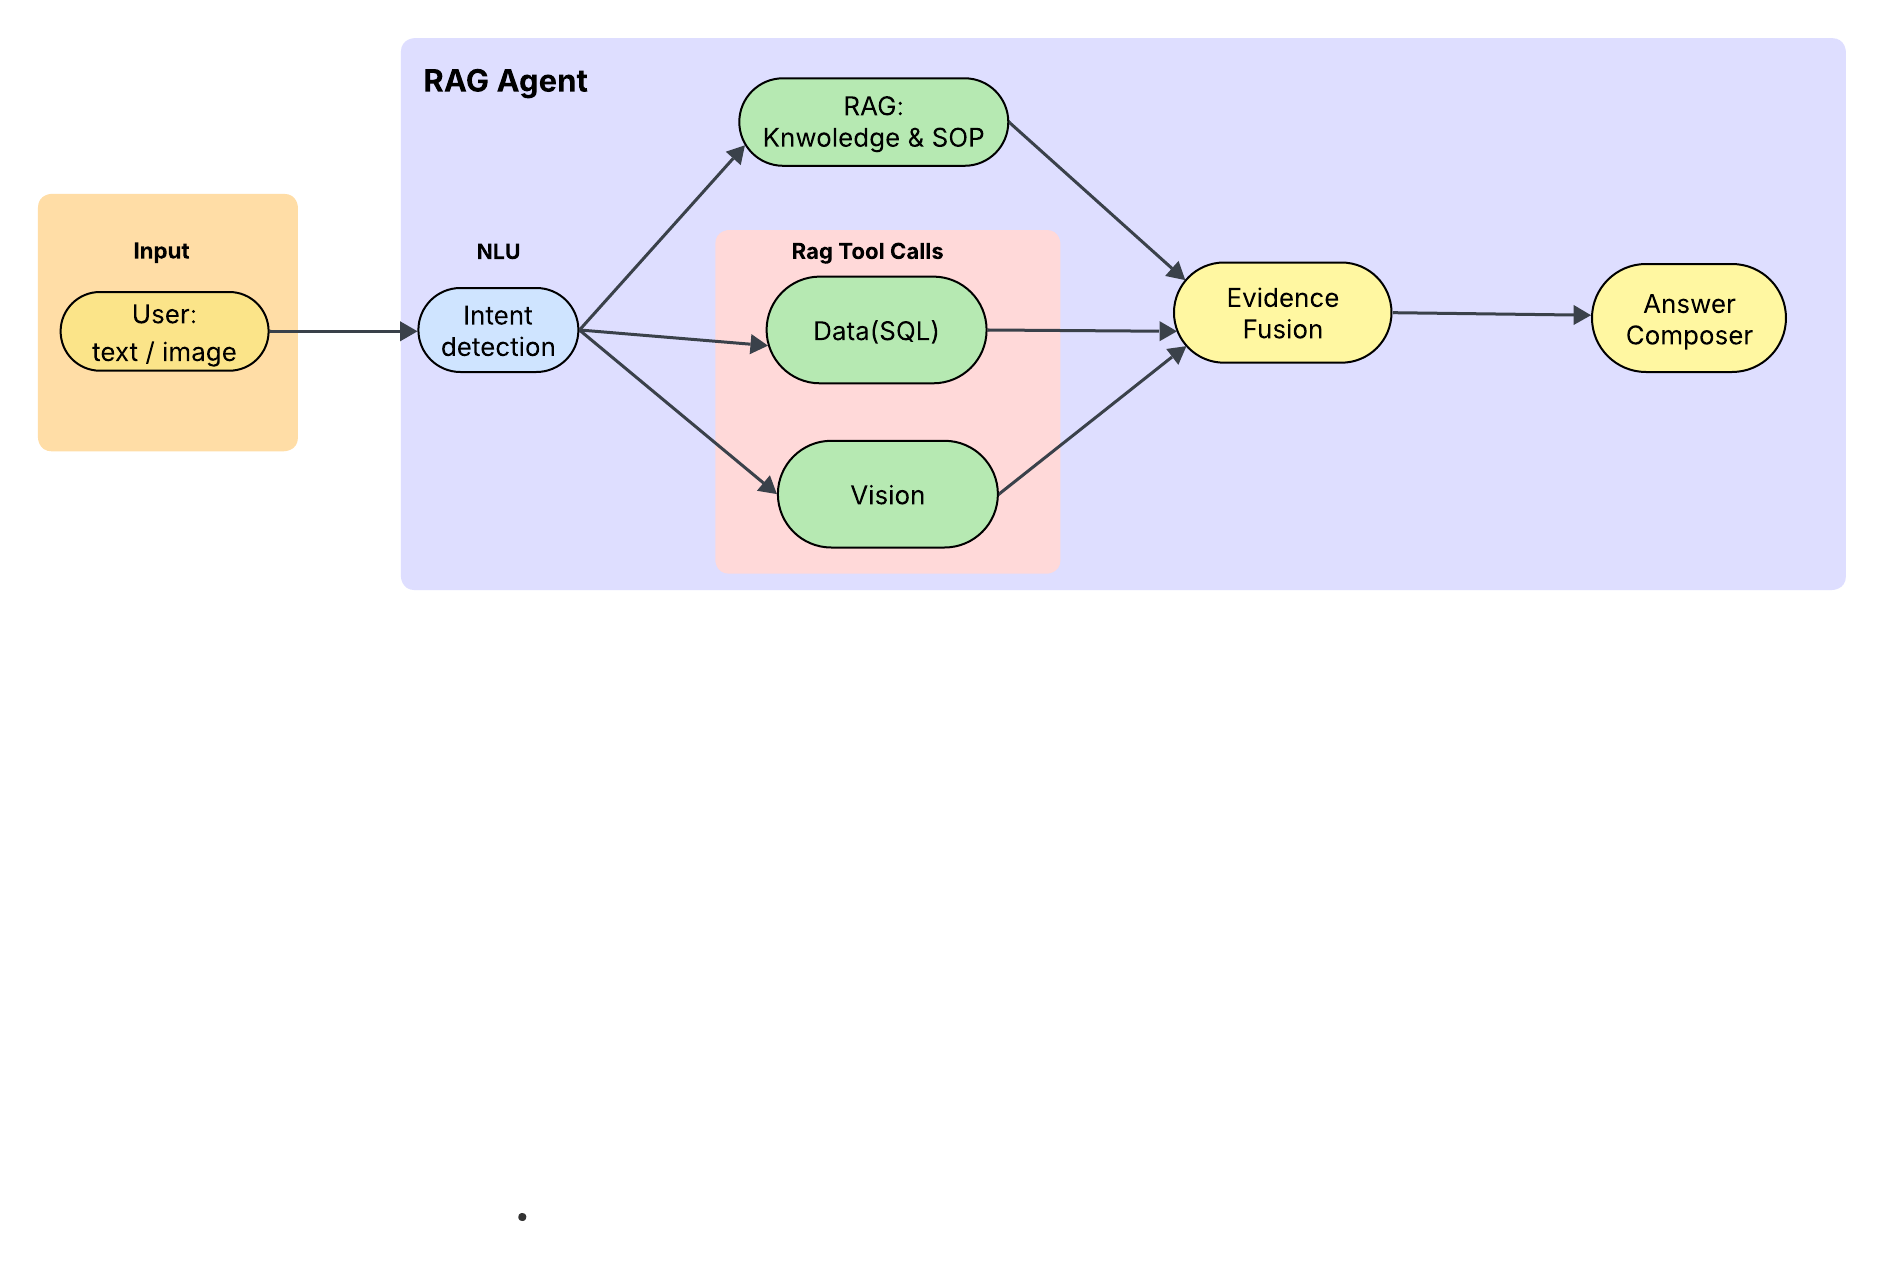 RAG Agent
RAG:
Knwoledge & SOP
Input
NLU
Rag Tool Calls
User:
text / image
Intent
detection
Data(SQL)
Evidence
Fusion
Answer
Composer
Vision